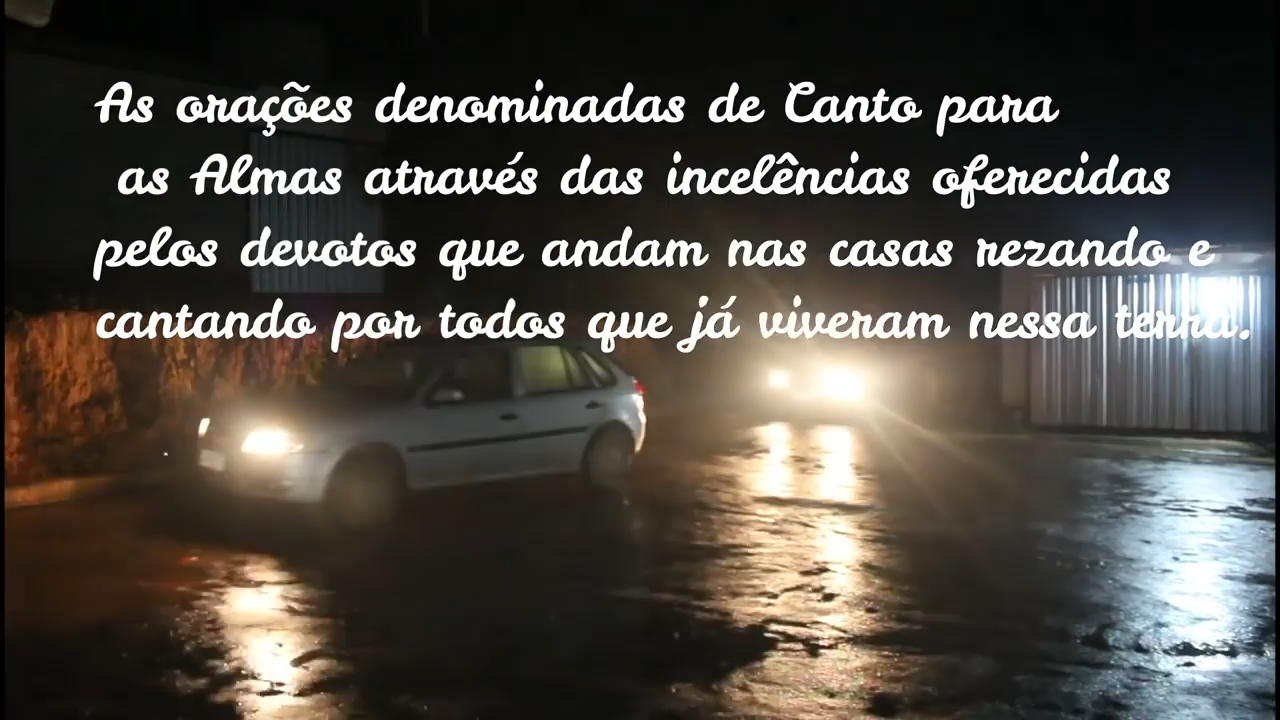 As orações denominadas de Canto para
as Almas através das incelências oferecidas
pelos devotos que andam nas casas rezando e
cantando por todos que já viveram nessa terra.